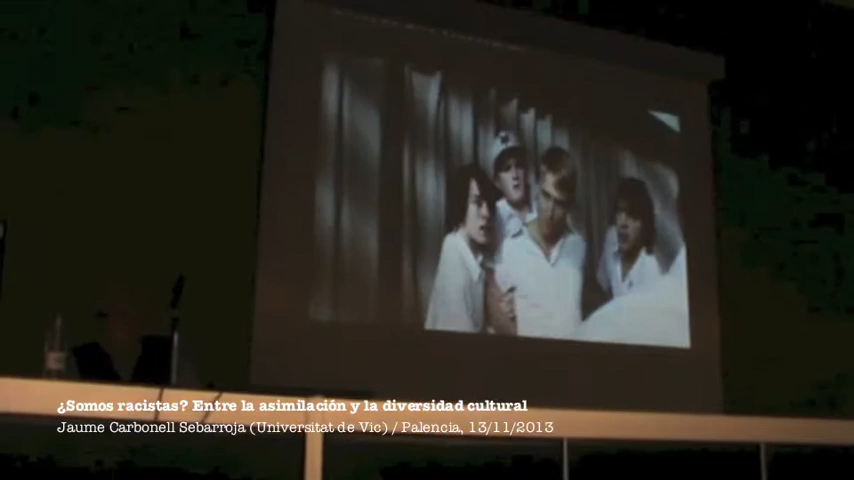 ¿Somos racistas? Entre la asimilación y la diversidad cultural
Jaume Carbonell Sebarroja (Universitat de Vic) / Palencia, 13/11/2013